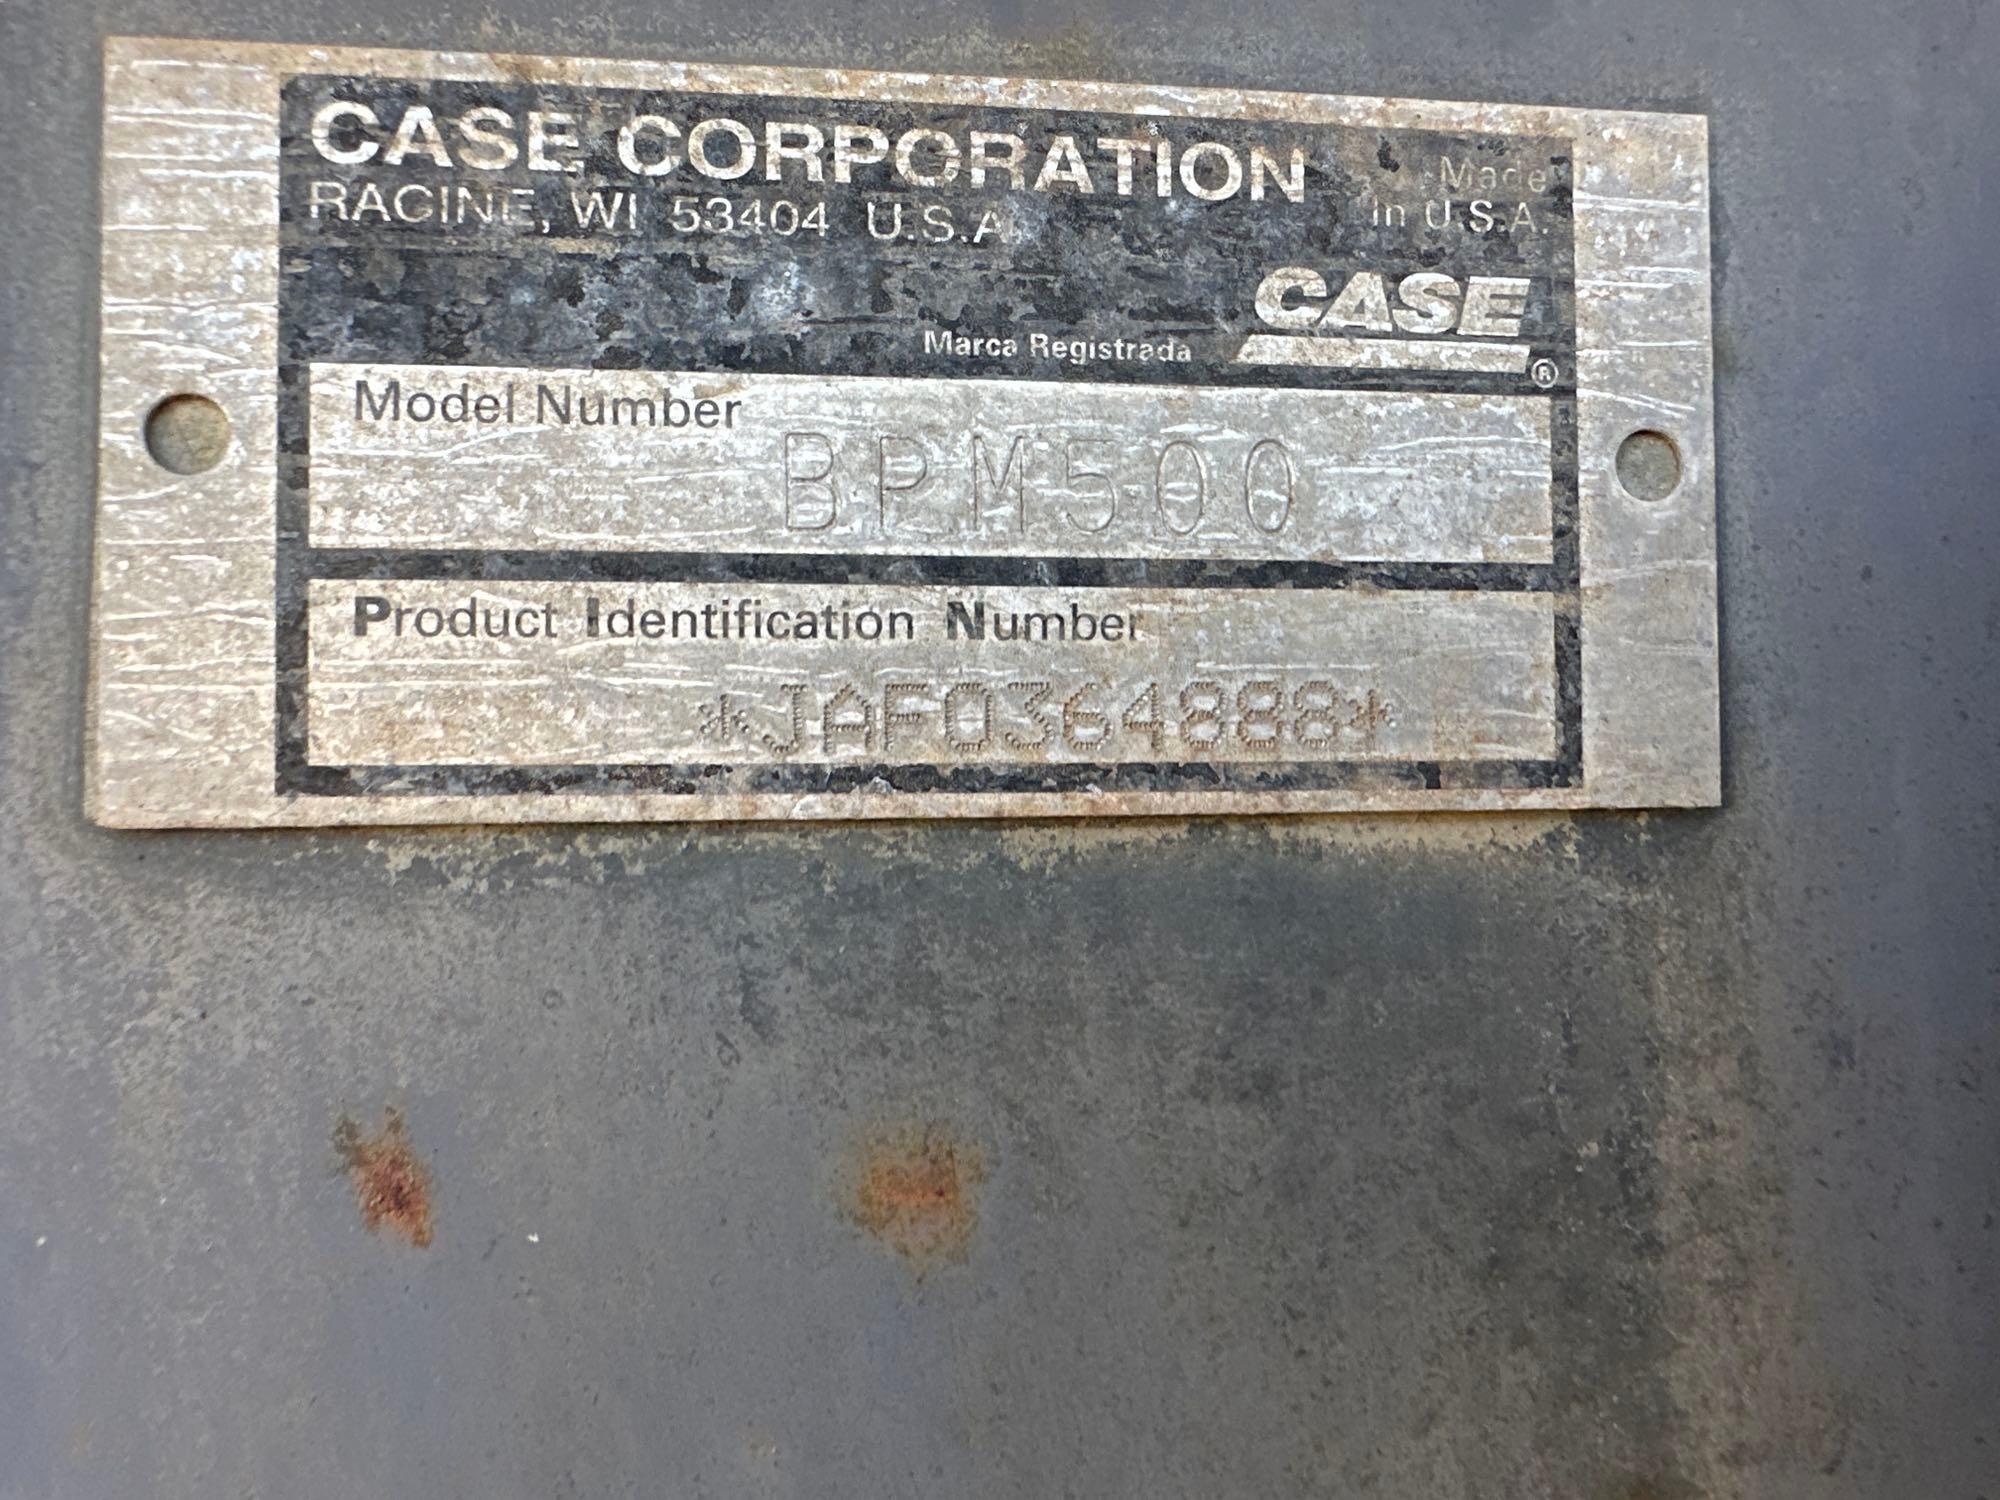 CASE CORPORATION
RACINE, WI 53404 U.S.A.
Made
in U.S.A.
CASE
Marca Registrada ®
Model Number
BPM500
Product Identification Number
*JAF0364888*